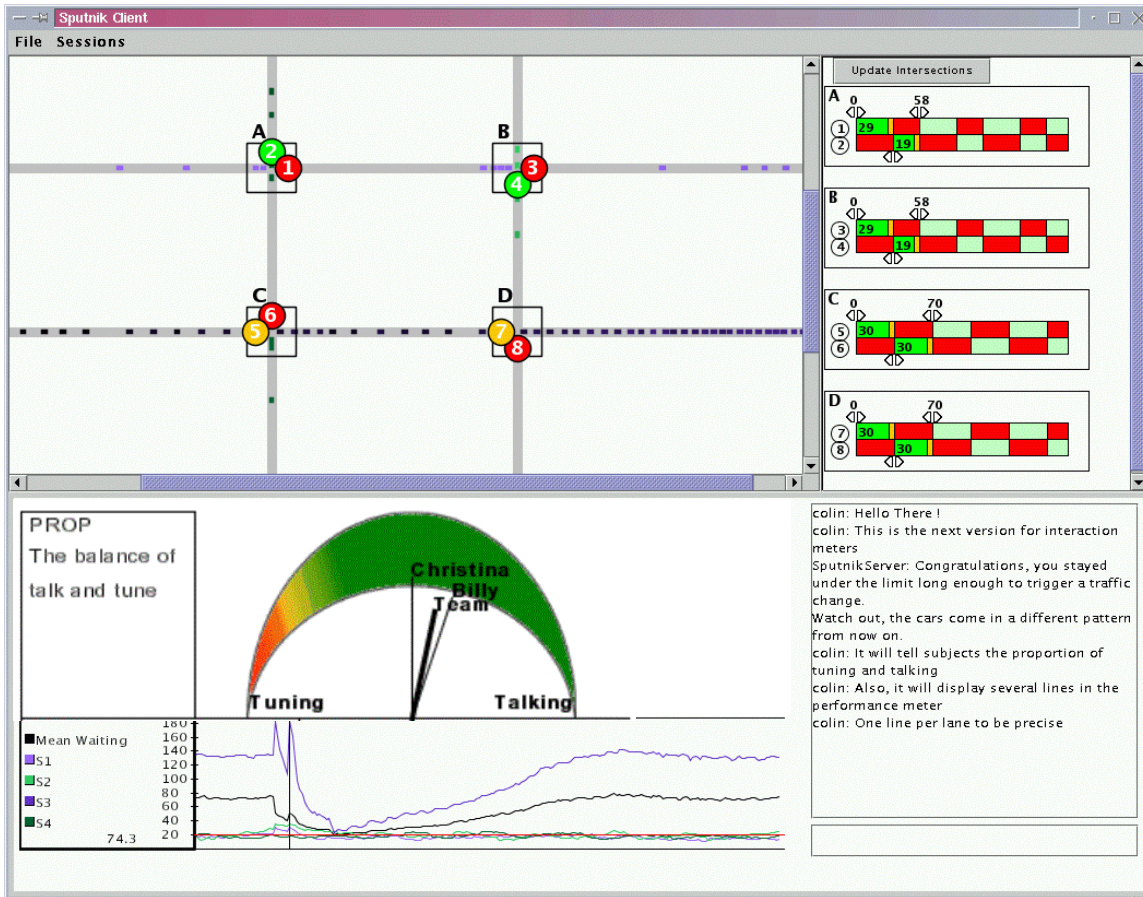 Sputnik Client
File Sessions
A
2
1
B
3
4
C
6
5
D
7
8
Update Intersections
A
0 58
1 29
2 19
B
0 58
3 29
4 19
C
0 70
5 30
6 30
D
0 70
7 30
8 30
PROP
The balance of
talk and tune
Christina
Billy
Team
Tuning Talking
Mean Waiting
S1
S2
S3
S4
74.3
180
160
140
120
100
80
60
40
20
colin: Hello There !
colin: This is the next version for interaction
meters
SputnikServer: Congratulations, you stayed
under the limit long enough to trigger a traffic
change.
Watch out, the cars come in a different pattern
from now on.
colin: It will tell subjects the proportion of
tuning and talking
colin: Also, it will display several lines in the
performance meter
colin: One line per lane to be precise